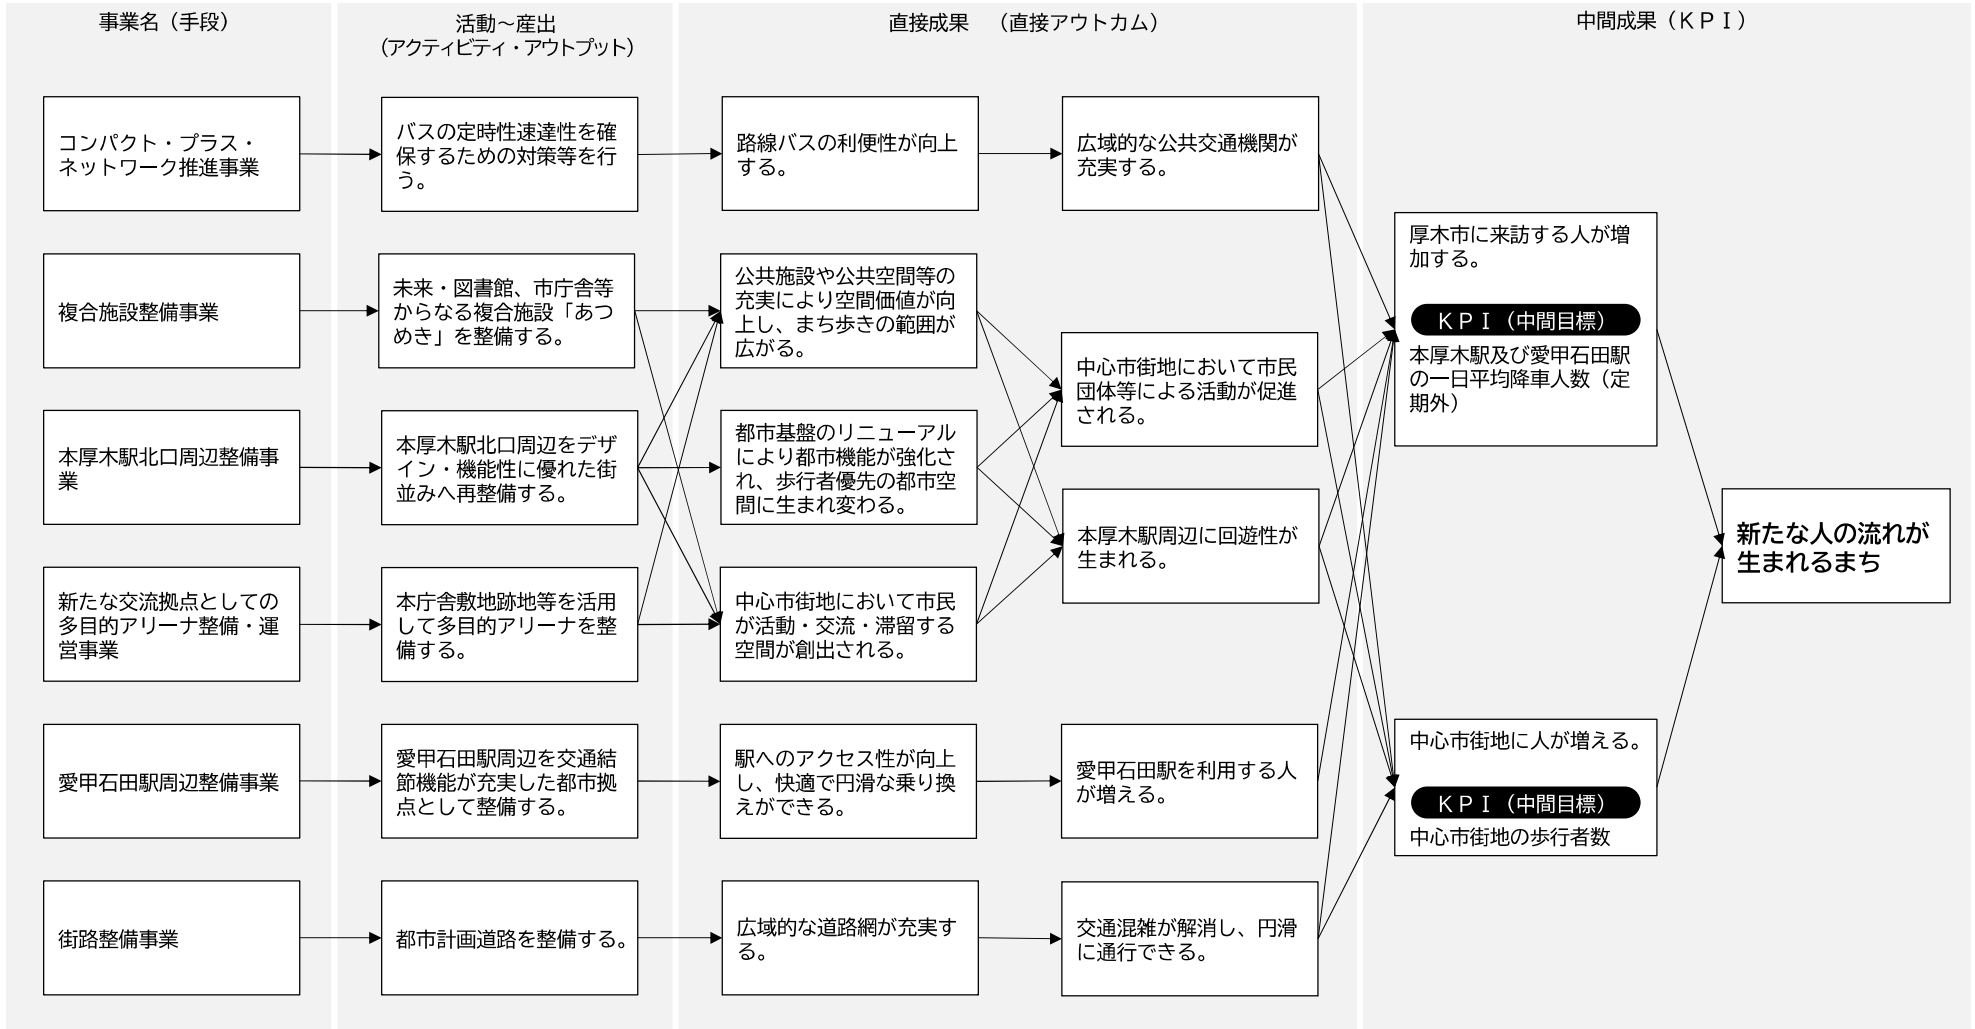 事業名（手段）
活動～産出
（アクティビティ・アウトプット）
直接成果　（直接アウトカム）
中間成果（ＫＰＩ）
コンパクト・プラス・
ネットワーク推進事業
バスの定時性速達性を確
保するための対策等を行
う。
路線バスの利便性が向上
する。
広域的な公共交通機関が
充実する。
複合施設整備事業
未来・図書館、市庁舎等
からなる複合施設「あつ
めき」を整備する。
公共施設や公共空間等の
充実により空間価値が向
上し、まち歩きの範囲が
広がる。
本厚木駅北口周辺整備事
業
本厚木駅北口周辺をデザ
イン・機能性に優れた街
並みへ再整備する。
都市基盤のリニューアル
により都市機能が強化さ
れ、歩行者優先の都市空
間に生まれ変わる。
中心市街地において市民
団体等による活動が促進
される。
本厚木駅周辺に回遊性が
生まれる。
新たな交流拠点としての
多目的アリーナ整備・運
営事業
本庁舎敷地跡地等を活用
して多目的アリーナを整
備する。
中心市街地において市民
が活動・交流・滞留する
空間が創出される。
愛甲石田駅周辺整備事業
愛甲石田駅周辺を交通結
節機能が充実した都市拠
点として整備する。
駅へのアクセス性が向上
し、快適で円滑な乗り換
えができる。
愛甲石田駅を利用する人
が増える。
街路整備事業
都市計画道路を整備する。
広域的な道路網が充実す
る。
交通混雑が解消し、円滑
に通行できる。
厚木市に来訪する人が増
加する。
ＫＰＩ（中間目標）
本厚木駅及び愛甲石田駅
の一日平均降車人数（定
期外）
中心市街地に人が増える。
ＫＰＩ（中間目標）
中心市街地の歩行者数
新たな人の流れが
生まれるまち